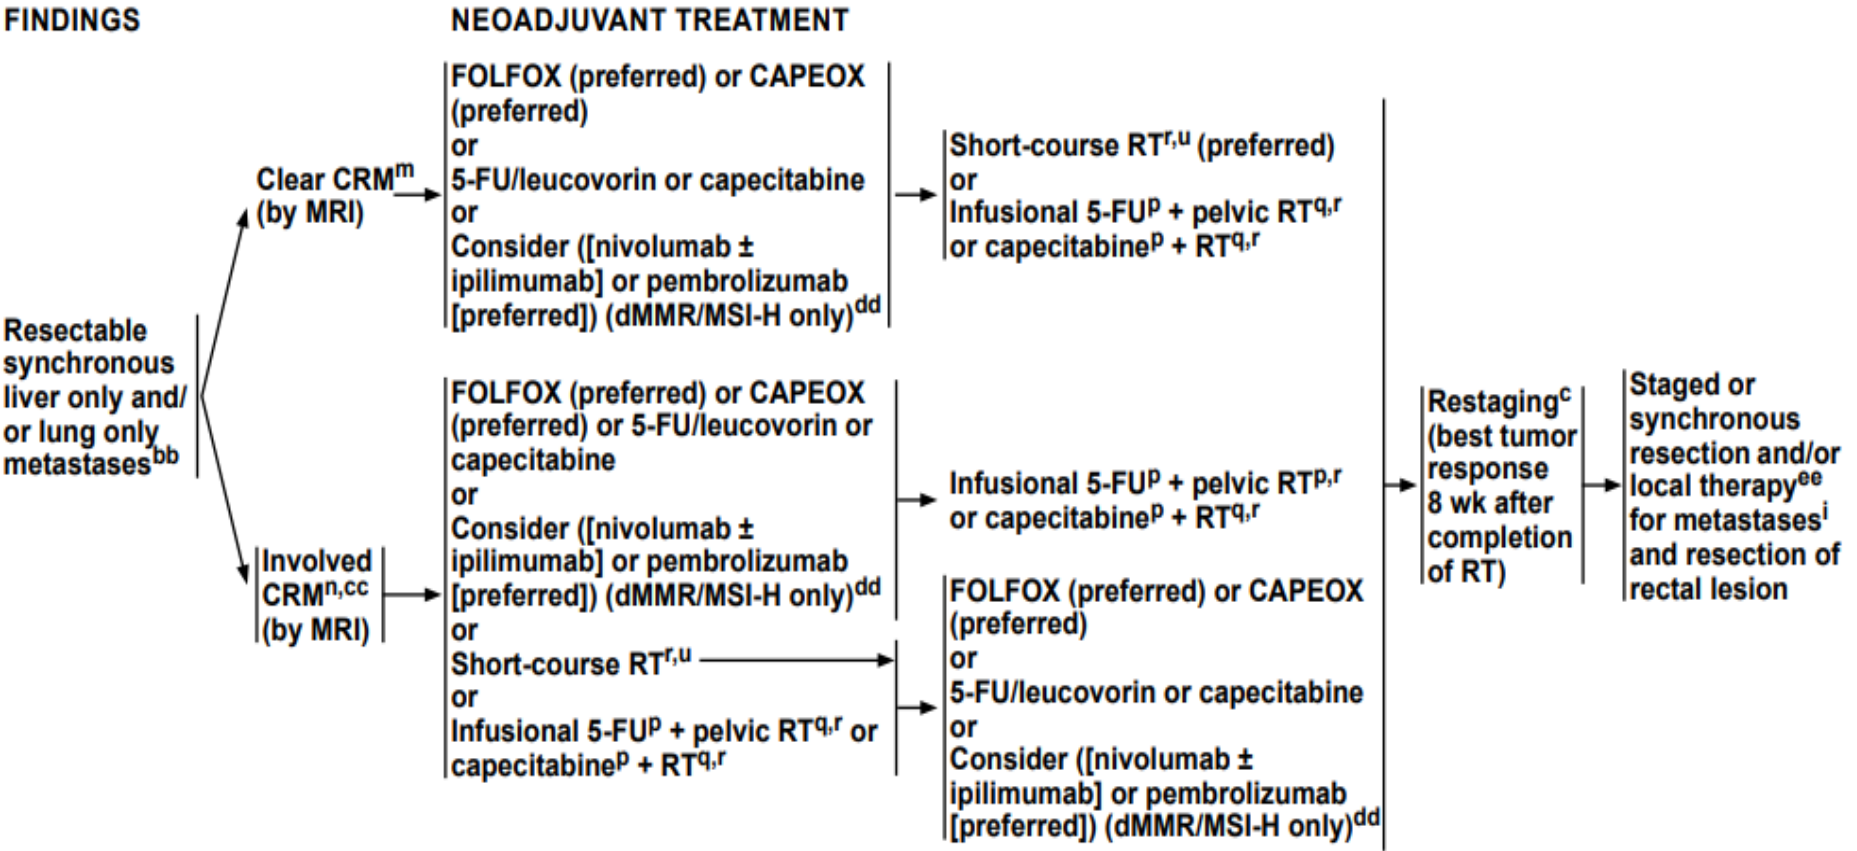 FINDINGS
NEOADJUVANT TREATMENT
Resectable
synchronous
liver only and/
or lung only
metastasesbb
Clear CRMm
(by MRI)
FOLFOX (preferred) or CAPEOX
(preferred)
or
5-FU/leucovorin or capecitabine
or
Consider ([nivolumab ±
ipilimumab] or pembrolizumab
[preferred]) (dMMR/MSI-H only)dd
Short-course RTr,u (preferred)
or
Infusional 5-FUp + pelvic RTq,r
or capecitabinep + RTq,r
Involved
CRMn,cc
(by MRI)
FOLFOX (preferred) or CAPEOX
(preferred) or 5-FU/leucovorin or
capecitabine
or
Consider ([nivolumab ±
ipilimumab] or pembrolizumab
[preferred]) (dMMR/MSI-H only)dd
or
Short-course RTr,u
or
Infusional 5-FUp + pelvic RTq,r or
capecitabinep + RTq,r
Infusional 5-FUp + pelvic RTp,r
or capecitabinep + RTq,r
FOLFOX (preferred) or CAPEOX
(preferred)
or
5-FU/leucovorin or capecitabine
or
Consider ([nivolumab ±
ipilimumab] or pembrolizumab
[preferred]) (dMMR/MSI-H only)dd
Restagingc
(best tumor
response
8 wk after
completion
of RT)
Staged or
synchronous
resection and/or
local therapyee
for metastasesi
and resection of
rectal lesion